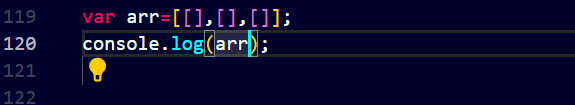 119 var arr=[[],[],[]];
120 console.log(arr);
121
122